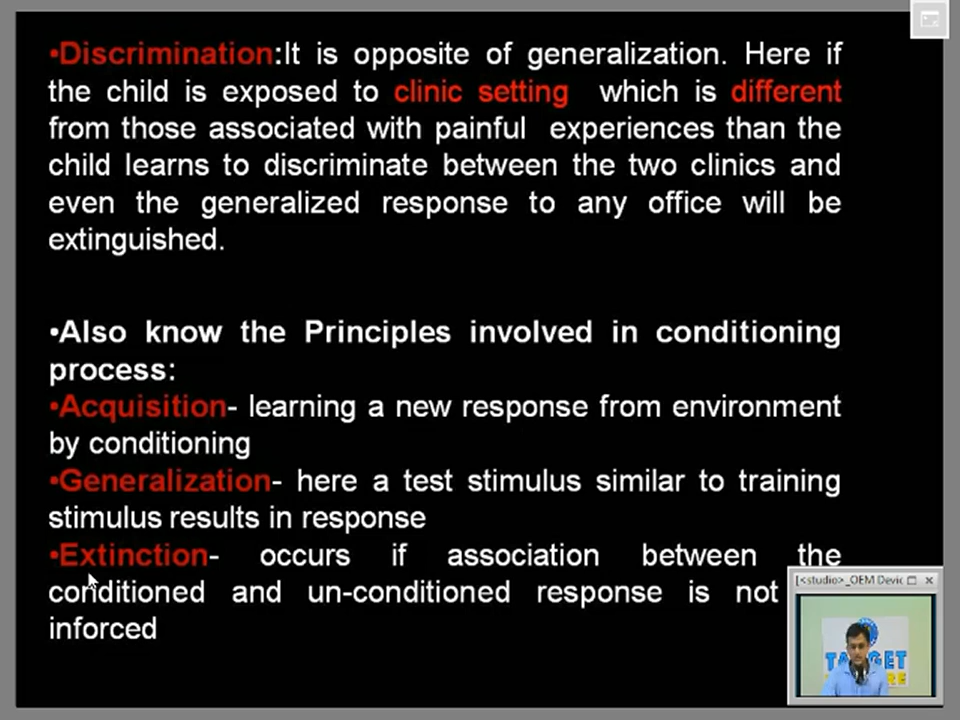 •Discrimination:It is opposite of generalization. Here if
the child is exposed to clinic setting which is different
from those associated with painful experiences than the
child learns to discriminate between the two clinics and
even the generalized response to any office will be
extinguished.
•Also know the Principles involved in conditioning
process:
•Acquisition- learning a new response from environment
by conditioning
•Generalization- here a test stimulus similar to training
stimulus results in response
•Extinction- occurs if association between the
conditioned and un-conditioned response is not
inforced
[<studio>_OEM Devic